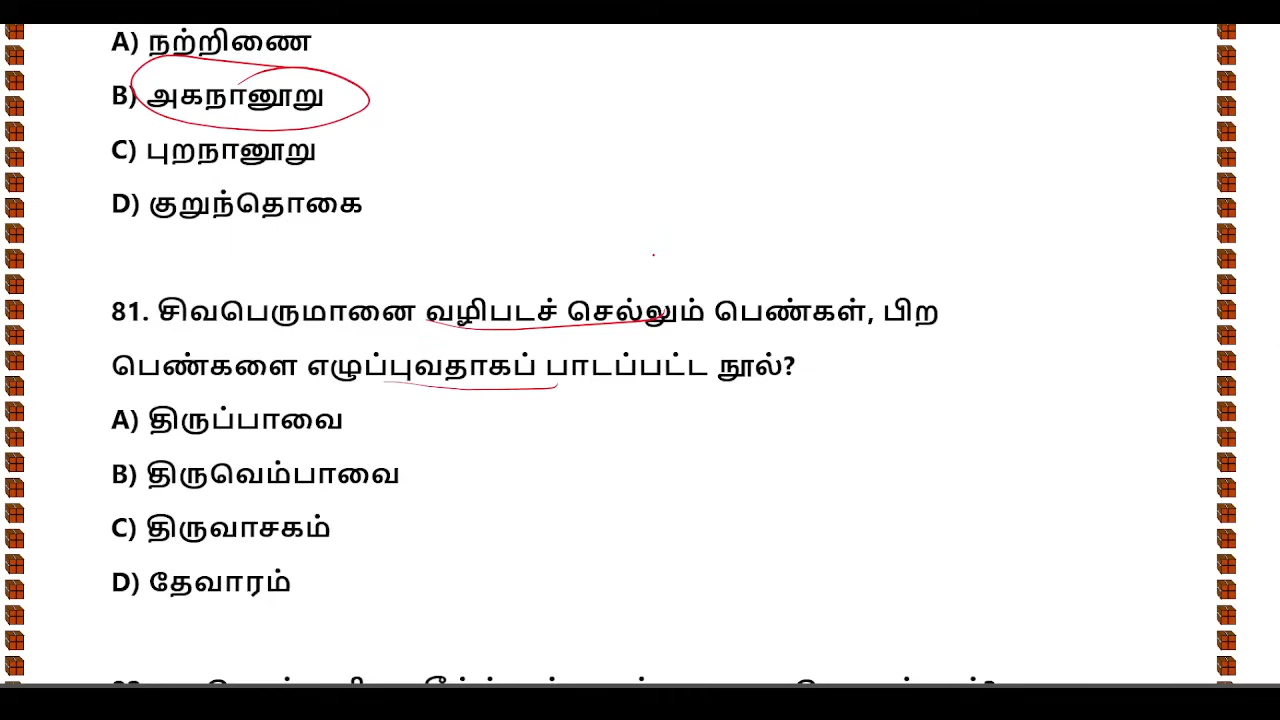 A) நற்றிணை
B) அகநானூறு
C) புறநானூறு
D) குறுந்தொகை
81. சிவபெருமானை வழிபடச் செல்லும் பெண்கள், பிற
பெண்களை எழுப்புவதாகப் பாடப்பட்ட நூல்?
A) திருப்பாவை
B) திருவெம்பாவை
C) திருவாசகம்
D) தேவாரம்